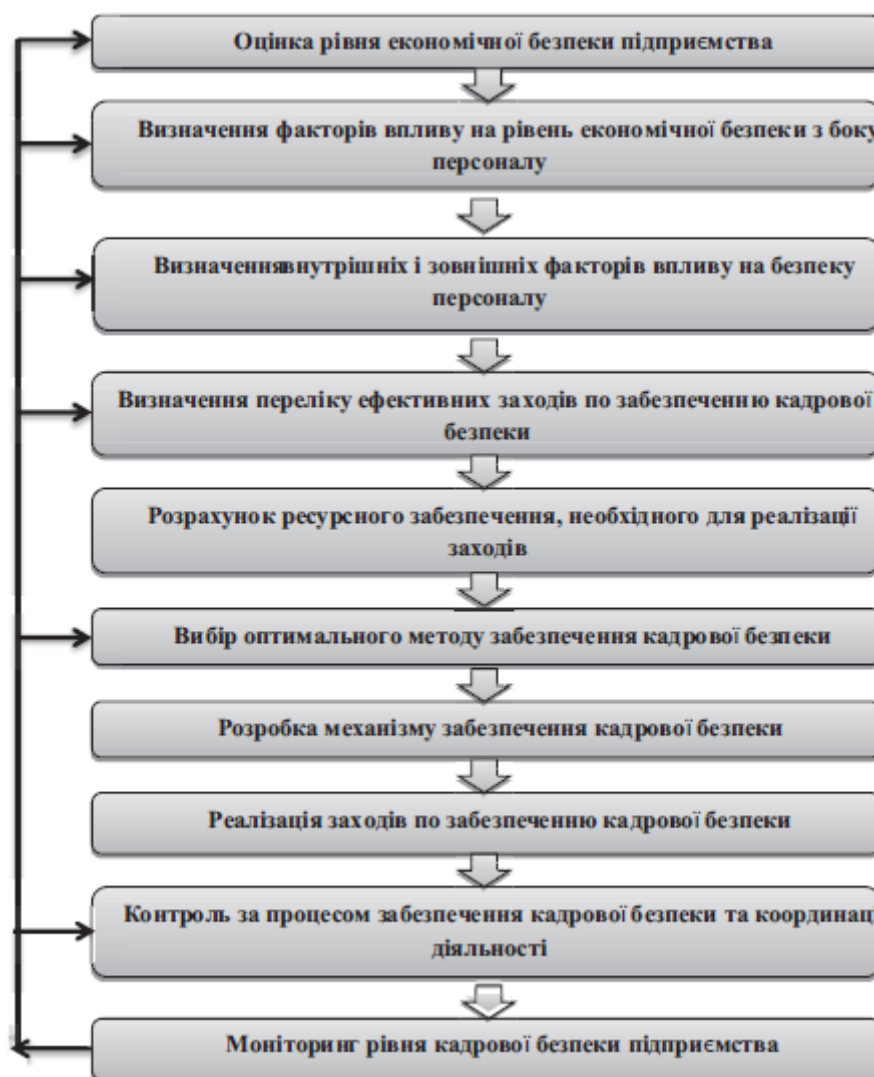 Оцінка рівня економічної безпеки підприємства
Визначення факторів впливу на рівень економічної безпеки з боку
персоналу
Визначеннявнутрішніх і зовнішніх факторів впливу на безпеку
персоналу
Визначення переліку ефективних заходів по забезпеченню кадрової
безпеки
Розрахунок ресурсного забезпечення, необхідного для реалізації
заходів
Вибір оптимального методу забезпечення кадрової безпеки
Розробка механізму забезпечення кадрової безпеки
Реалізація заходів по забезпеченню кадрової безпеки
Контроль за процесом забезпечення кадрової безпеки та координаці
діяльності
Моніторинг рівня кадрової безпеки підприємства